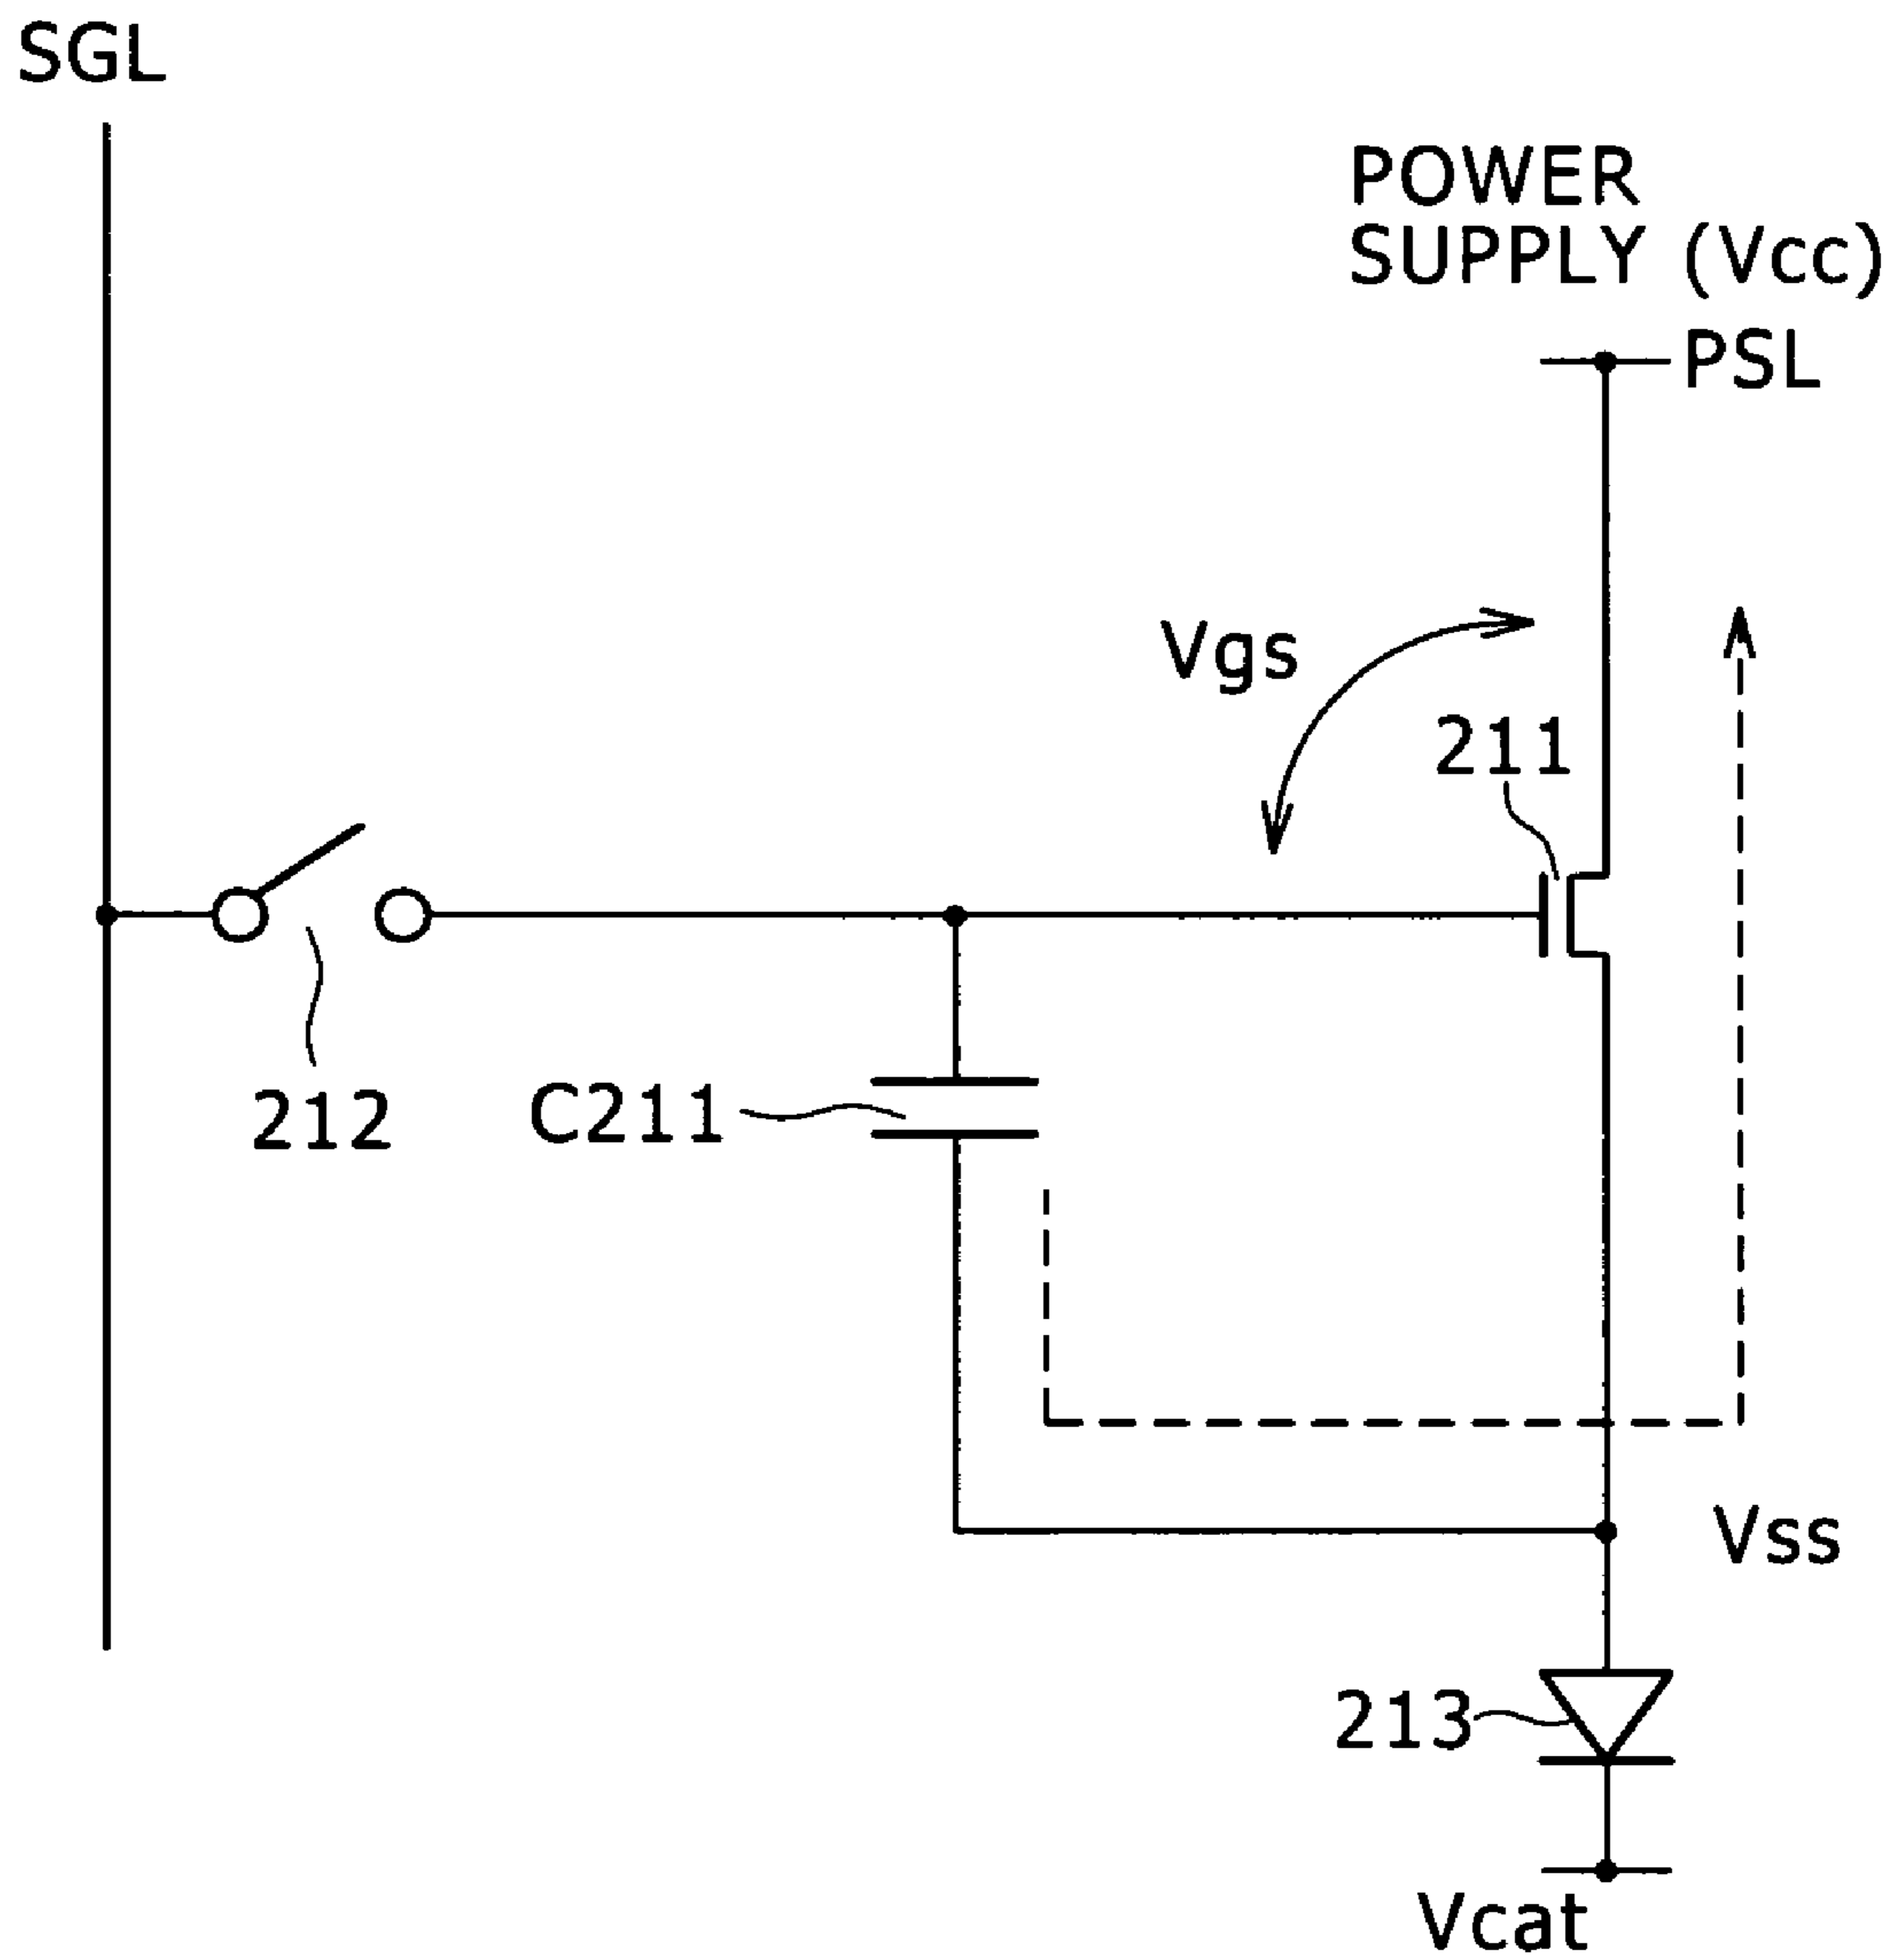 SGL
POWER
SUPPLY (Vcc)
PSL
Vgs
211
212
C211
Vss
213
Vcat